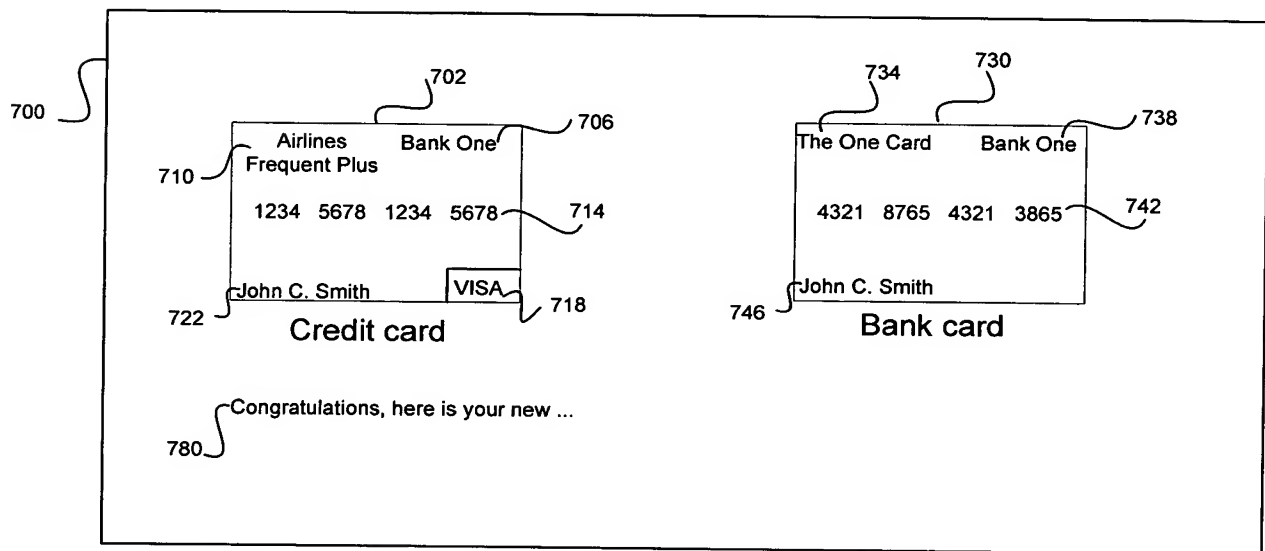 700
702
706
710
Airlines
Frequent Plus
Bank One
1234 5678 1234 5678
714
John C. Smith
VISA
722
718
Credit card
734
730
738
The One Card
Bank One
4321 8765 4321 3865
742
John C. Smith
746
Bank card
Congratulations, here is your new ...
780